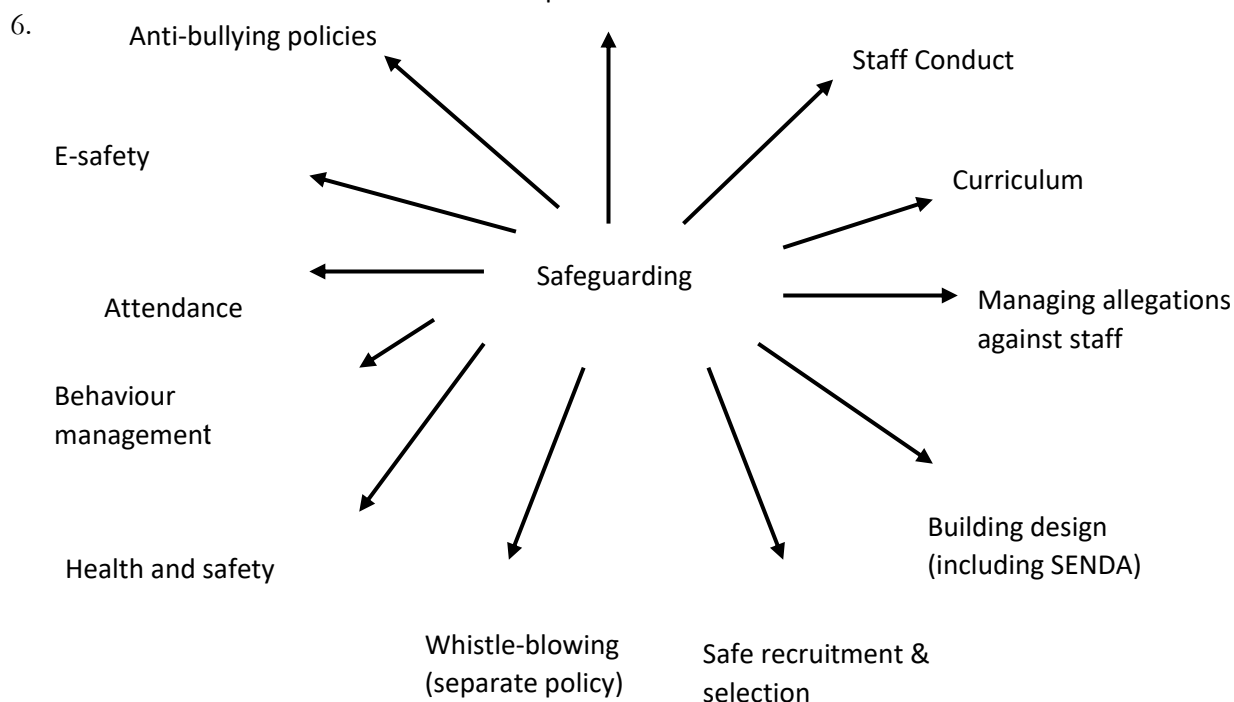 6.
Anti-bullying policies
Staff Conduct
E-safety
Curriculum
Safeguarding
Attendance
Managing allegations
against staff
Behaviour
management
Building design
(including SENDA)
Health and safety
Whistle-blowing
(separate policy)
Safe recruitment &
selection